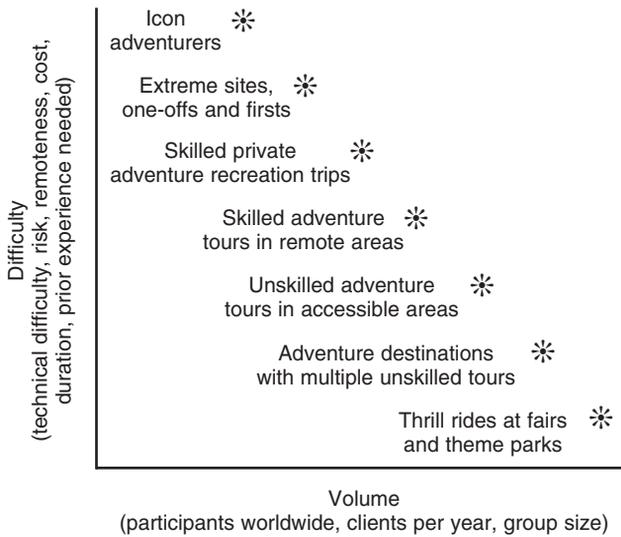 Icon
adventurers
Extreme sites,
one-offs and firsts
Skilled private
adventure recreation trips
Skilled adventure
tours in remote areas
Unskilled adventure
tours in accessible areas
Adventure destinations
with multiple unskilled tours
Thrill rides at fairs
and theme parks
Difficulty
(technical difficulty, risk, remoteness, cost,
duration, prior experience needed)
Volume
(participants worldwide, clients per year, group size)